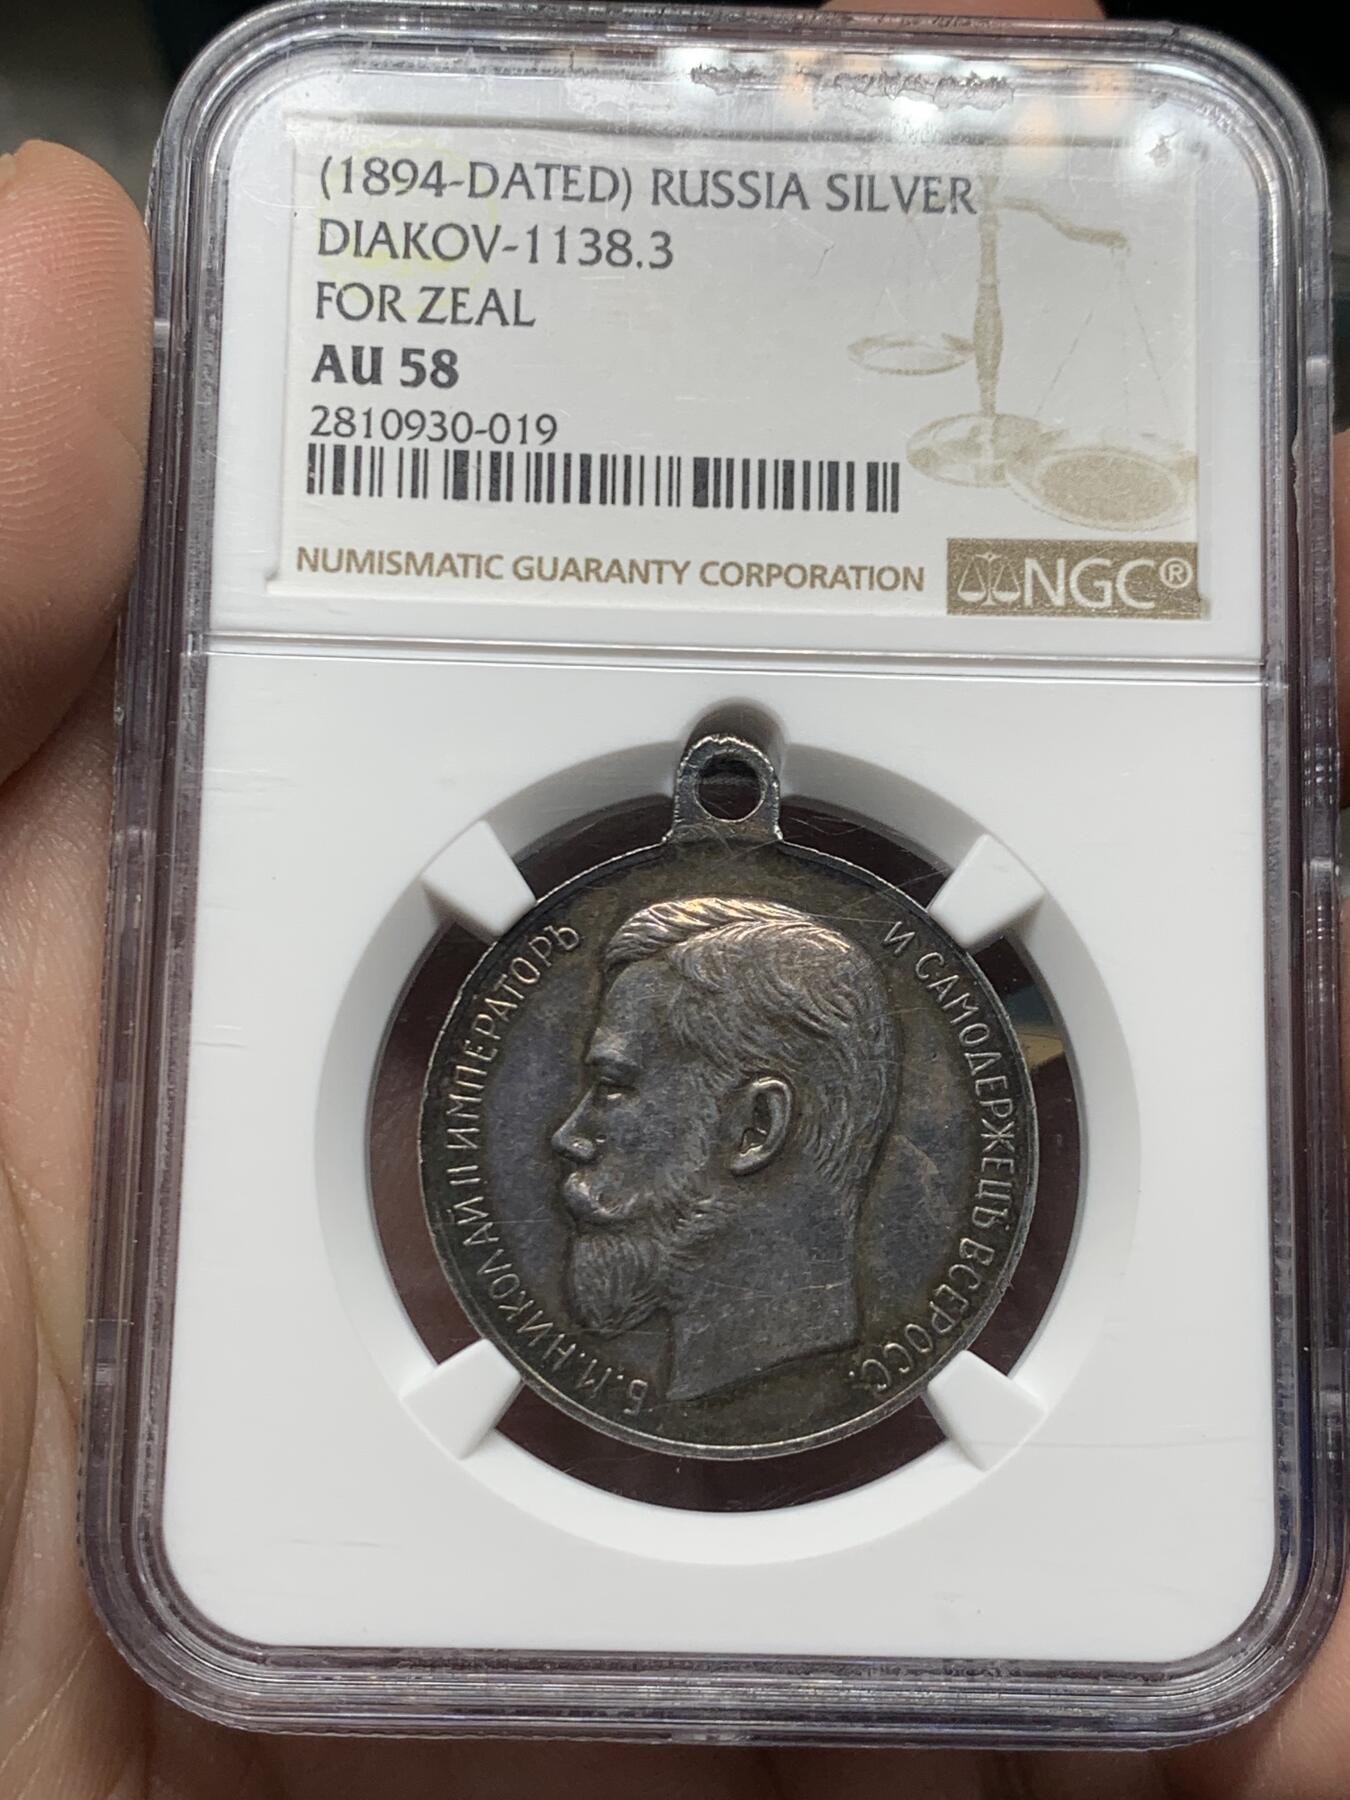 (1894-DATED) RUSSIA SILVER
DIAKOV-1138.3
FOR ZEAL
AU 58
2810930-019
NUMISMATIC GUARANTY CORPORATION
NGC®
Б.М.НИКОЛАЙ II ИМПЕРАТОРЪ
И САМОДЕРЖЕЦЪ ВСЕРОСС.